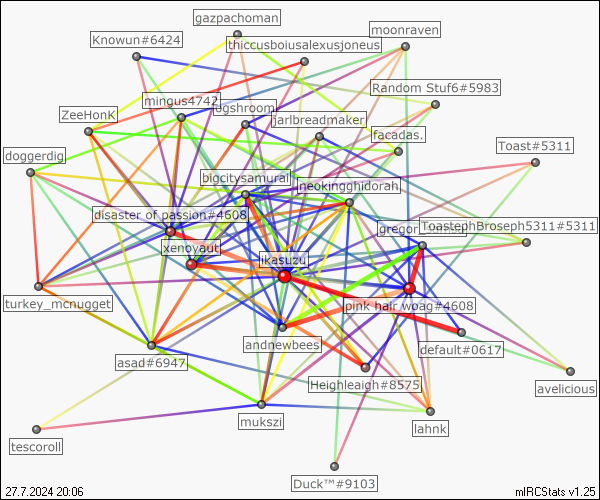 gazpachoman
moonraven
Knowun#6424
thiccusboiusalexusjoneus
Random Stuf6#5983
mingus4742
ugshroom
ZeeHonK
jarlbreadmaker
facadas.
Toast#5311
doggerdig
bigcitysamurai
neokingghidorah
disaster of passion#4608
gregor
ToastephBroseph5311#5311
xenoyaut
ikasuzu
turkey_mcnugget
pink hair woag#4608
andnewbees
default#0617
asad#6947
Heighleaigh#8575
avelicious
mukszi
lahnk
tescoroll
Duck™#9103
27.7.2024 20:06
mIRCStats v1.25